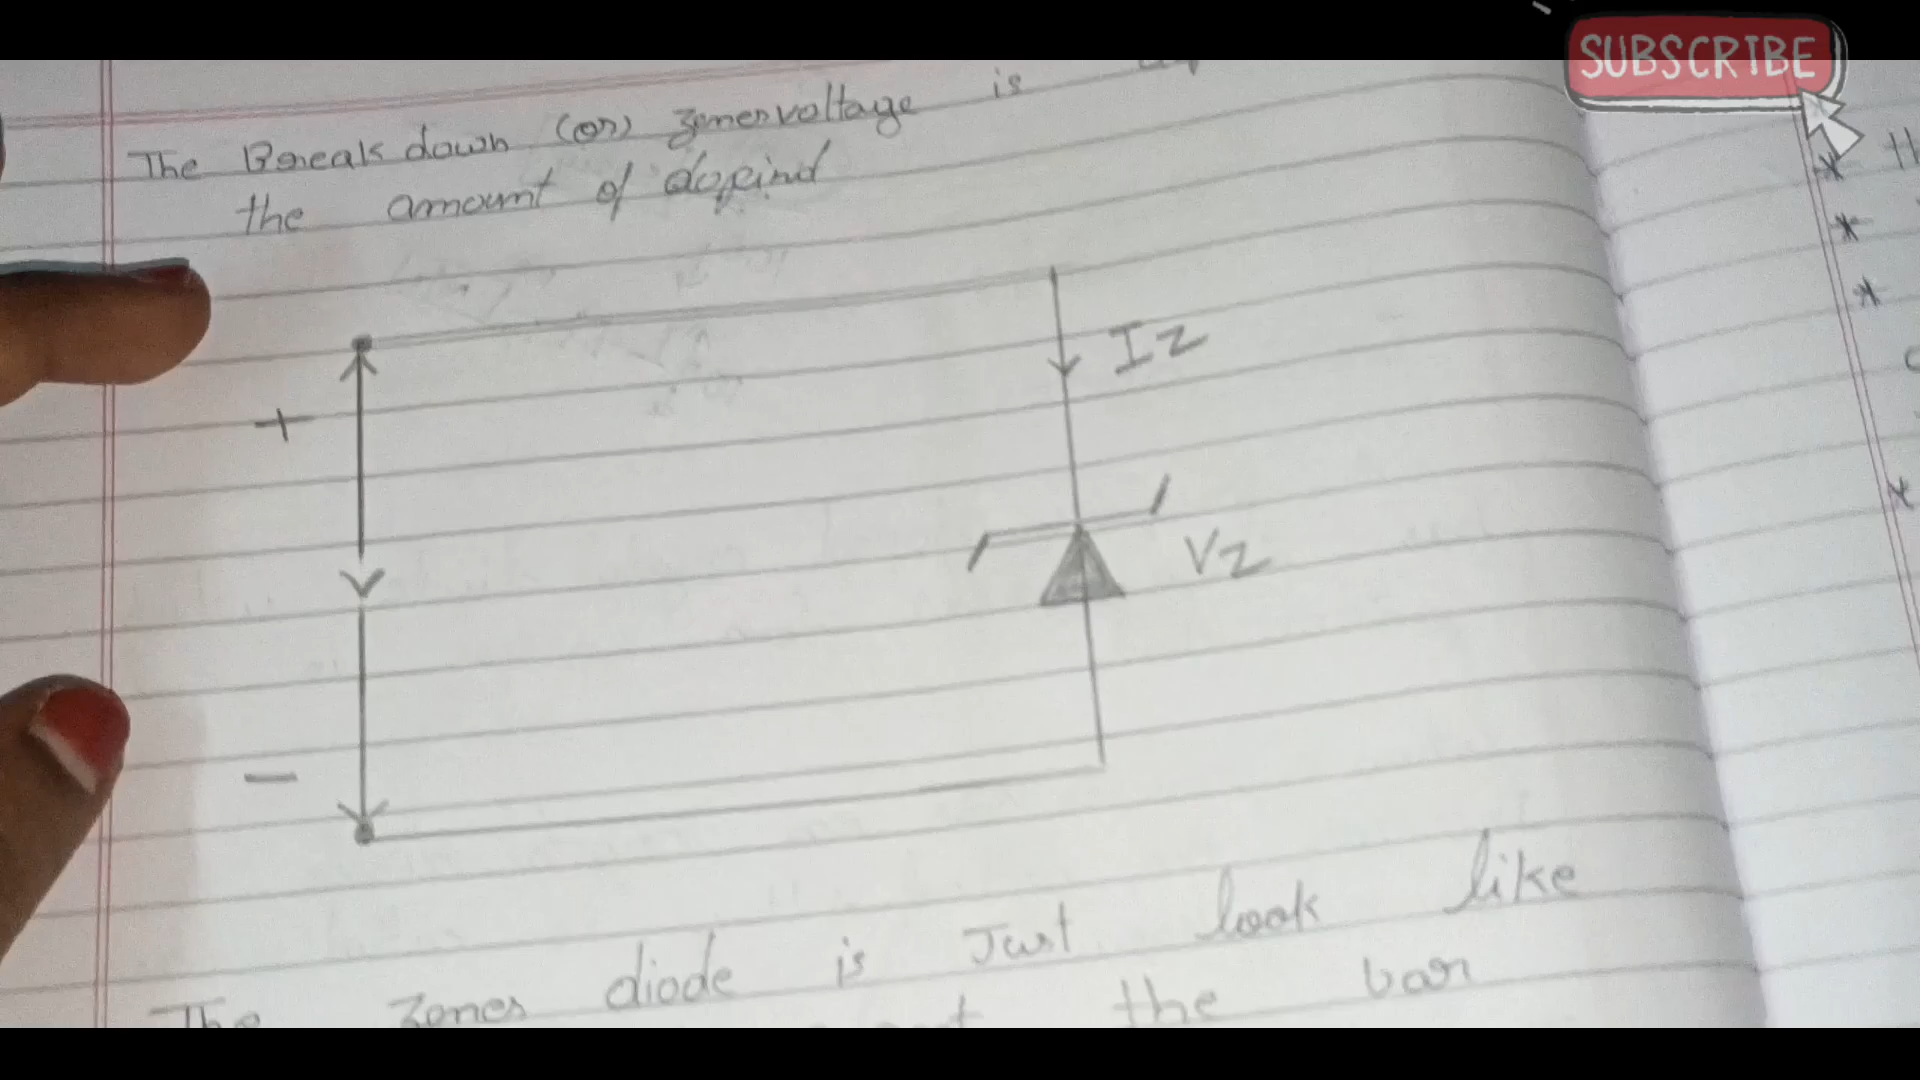 SUBSCRIBE
The Break down (or) zener voltage is
the amount of dopind
+
Iz
V
Vz
−
The zener diode is Just look like
the bar